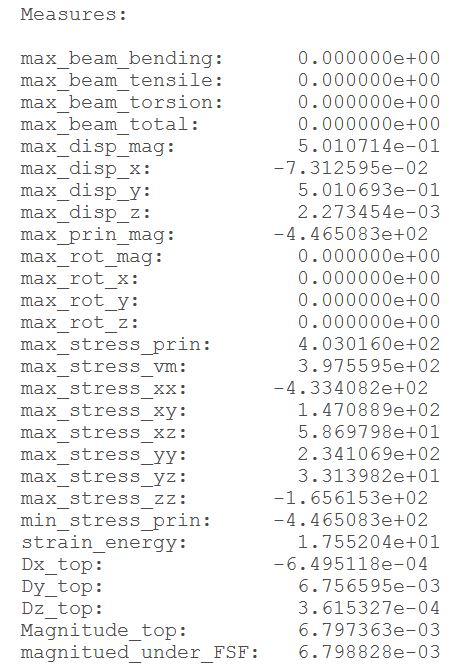 Measures:
max_beam_bending: 0.000000e+00
max_beam_tensile: 0.000000e+00
max_beam_torsion: 0.000000e+00
max_beam_total: 0.000000e+00
max_disp_mag: 5.010714e-01
max_disp_x: -7.312595e-02
max_disp_y: 5.010693e-01
max_disp_z: 2.273454e-03
max_prin_mag: -4.465083e+02
max_rot_mag: 0.000000e+00
max_rot_x: 0.000000e+00
max_rot_y: 0.000000e+00
max_rot_z: 0.000000e+00
max_stress_prin: 4.030160e+02
max_stress_vm: 3.975595e+02
max_stress_xx: -4.334082e+02
max_stress_xy: 1.470889e+02
max_stress_xz: 5.869798e+01
max_stress_yy: 2.341069e+02
max_stress_yz: 3.313982e+01
max_stress_zz: -1.656153e+02
min_stress_prin: -4.465083e+02
strain_energy: 1.755204e+01
Dx_top: -6.495118e-04
Dy_top: 6.756595e-03
Dz_top: 3.615327e-04
Magnitude_top: 6.797363e-03
magnitued_under_FSF: 6.798828e-03